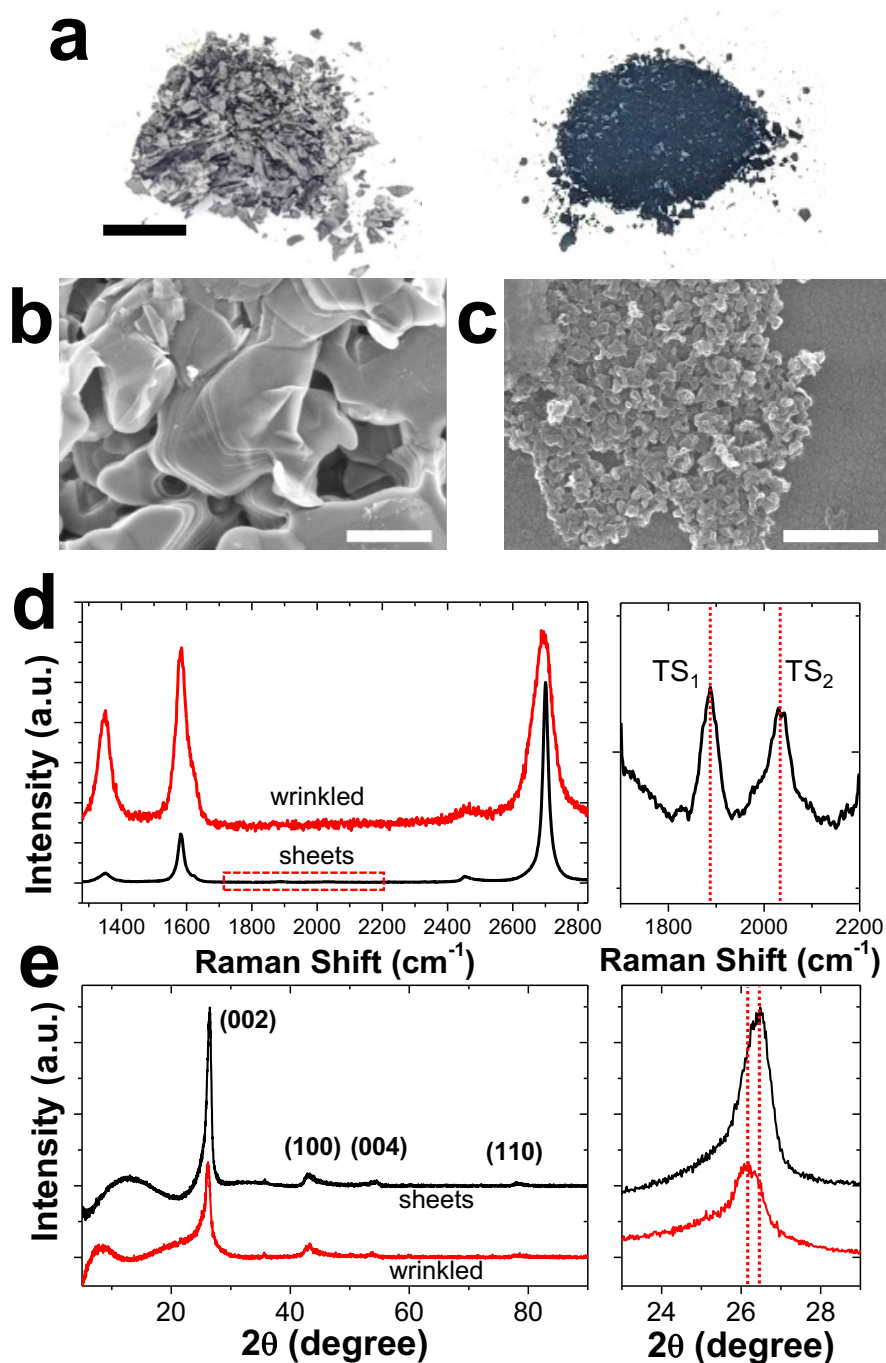 a
b
c
d
Intensity (a.u.)
wrinkled
sheets
1400 1600 1800 2000 2200 2400 2600 2800
Raman Shift (cm⁻¹)
TS₁
TS₂
1800 2000 2200
Raman Shift (cm⁻¹)
e
Intensity (a.u.)
(002)
(100)
(004)
(110)
sheets
wrinkled
20 40 60 80
2θ (degree)
24 26 28
2θ (degree)